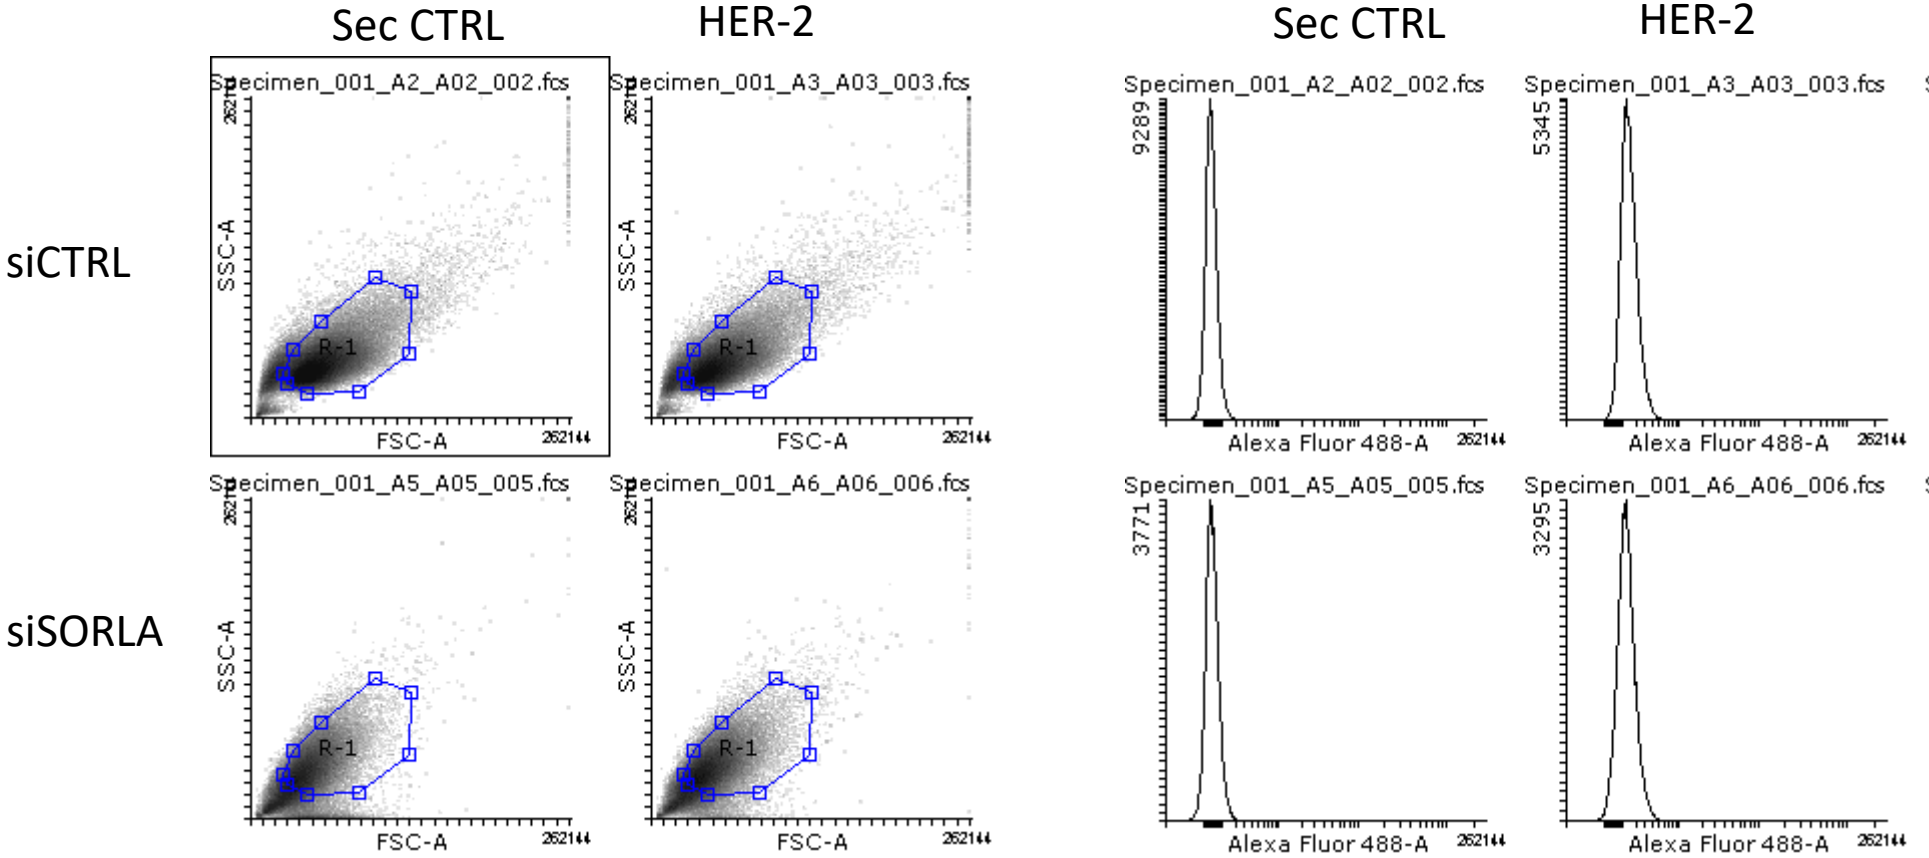 Sec CTRL
HER-2
Sec CTRL
HER-2
siCTRL
Specimen_001_A2_A02_002.fcs
SSC-A
R-1
FSC-A
262144
Specimen_001_A3_A03_003.fcs
SSC-A
R-1
FSC-A
262144
Specimen_001_A2_A02_002.fcs
9289
Alexa Fluor 488-A
262144
Specimen_001_A3_A03_003.fcs
5345
Alexa Fluor 488-A
262144
siSORLA
Specimen_001_A5_A05_005.fcs
SSC-A
R-1
FSC-A
262144
Specimen_001_A6_A06_006.fcs
SSC-A
R-1
FSC-A
262144
Specimen_001_A5_A05_005.fcs
3771
Alexa Fluor 488-A
262144
Specimen_001_A6_A06_006.fcs
3295
Alexa Fluor 488-A
262144